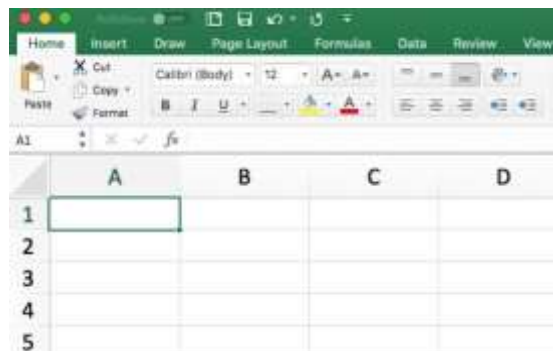 Home Insert Draw Page Layout Formulas Data Review View
Cut
Calibri (Body) 12 A A
Copy
Paste
B I U A
Format
A1 fx
A B C D
1
2
3
4
5